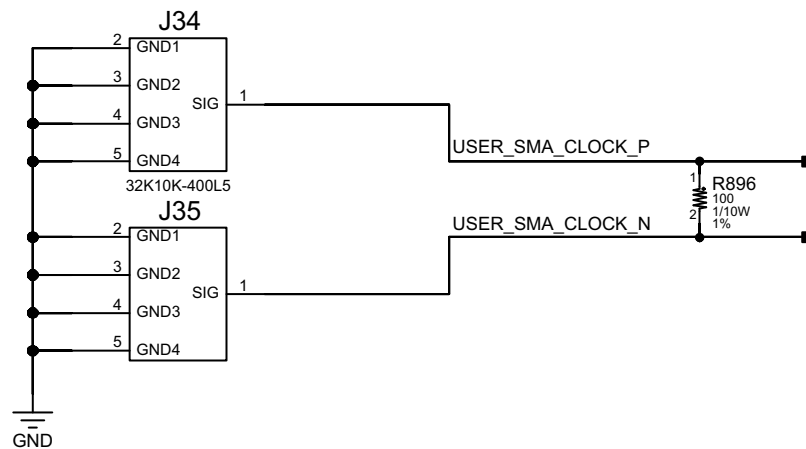 J34
2 GND1
3 GND2
SIG 1
4 GND3
5 GND4
32K10K-400L5
USER_SMA_CLOCK_P
1
R896
100
1/10W
2
1%
J35
2 GND1
USER_SMA_CLOCK_N
3 GND2
SIG 1
4 GND3
5 GND4
GND